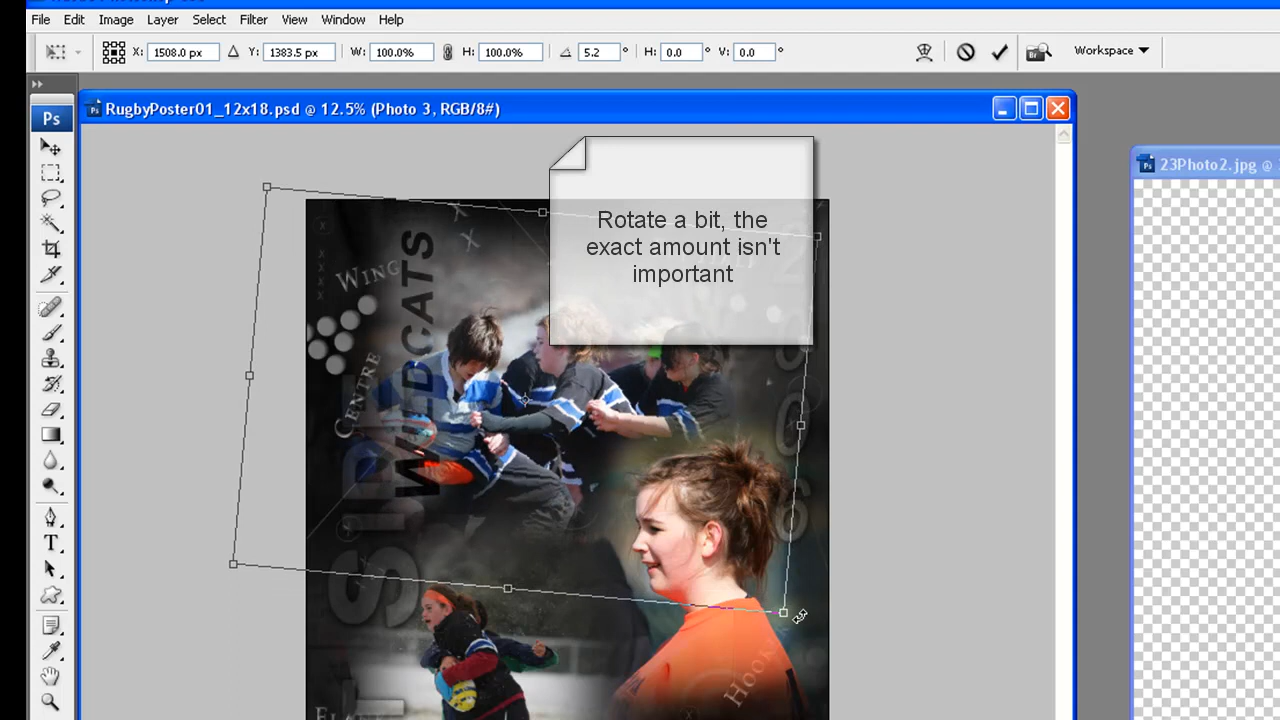 File Edit Image Layer Select Filter View Window Help
X: 1508.0 px Y: 1383.5 px W: 100.0% H: 100.0% 5.2 ° H: 0.0 ° V: 0.0 ° Workspace
Ps
RugbyPoster01_12x18.psd @ 12.5% (Photo 3, RGB/8#)
23Photo2.jpg @
Rotate a bit, the
exact amount isn't
important
WING
CENTRE
WILDCATS